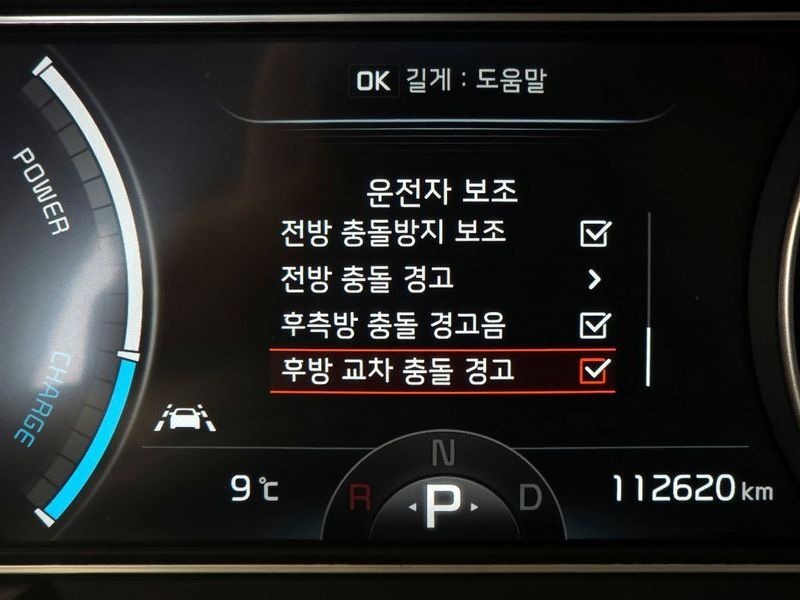 OK 길게 : 도움말
POWER
운전자 보조
전방 충돌방지 보조
전방 충돌 경고
후측방 충돌 경고음
후방 교차 충돌 경고
CHARGE
N
R P D
9 ℃
112620 km